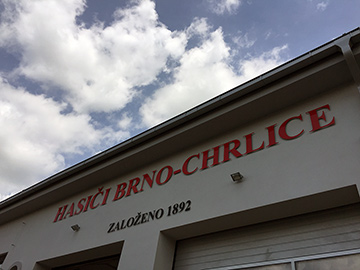 HASIČI BRNO-CHRLICE
ZALOŽENO 1892